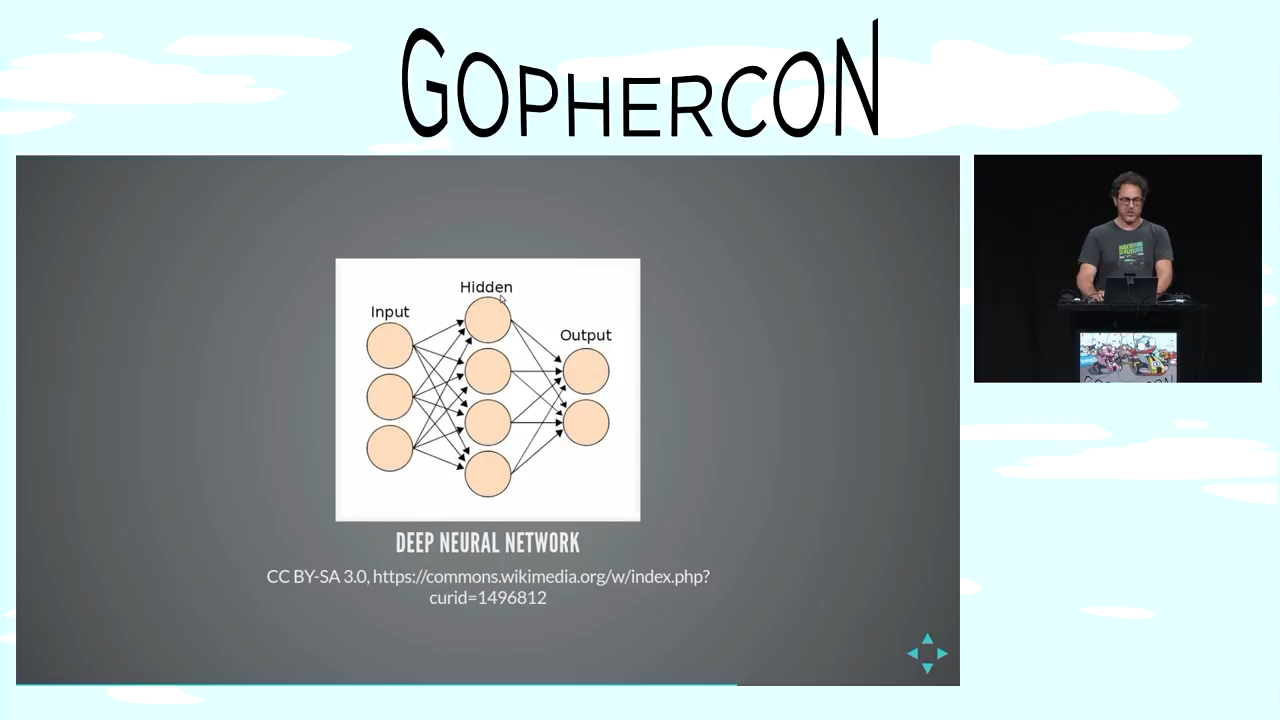 GOPHERCON
Hidden
Input
Output
DEEP NEURAL NETWORK
CC BY-SA 3.0, https://commons.wikimedia.org/w/index.php?
curid=1496812